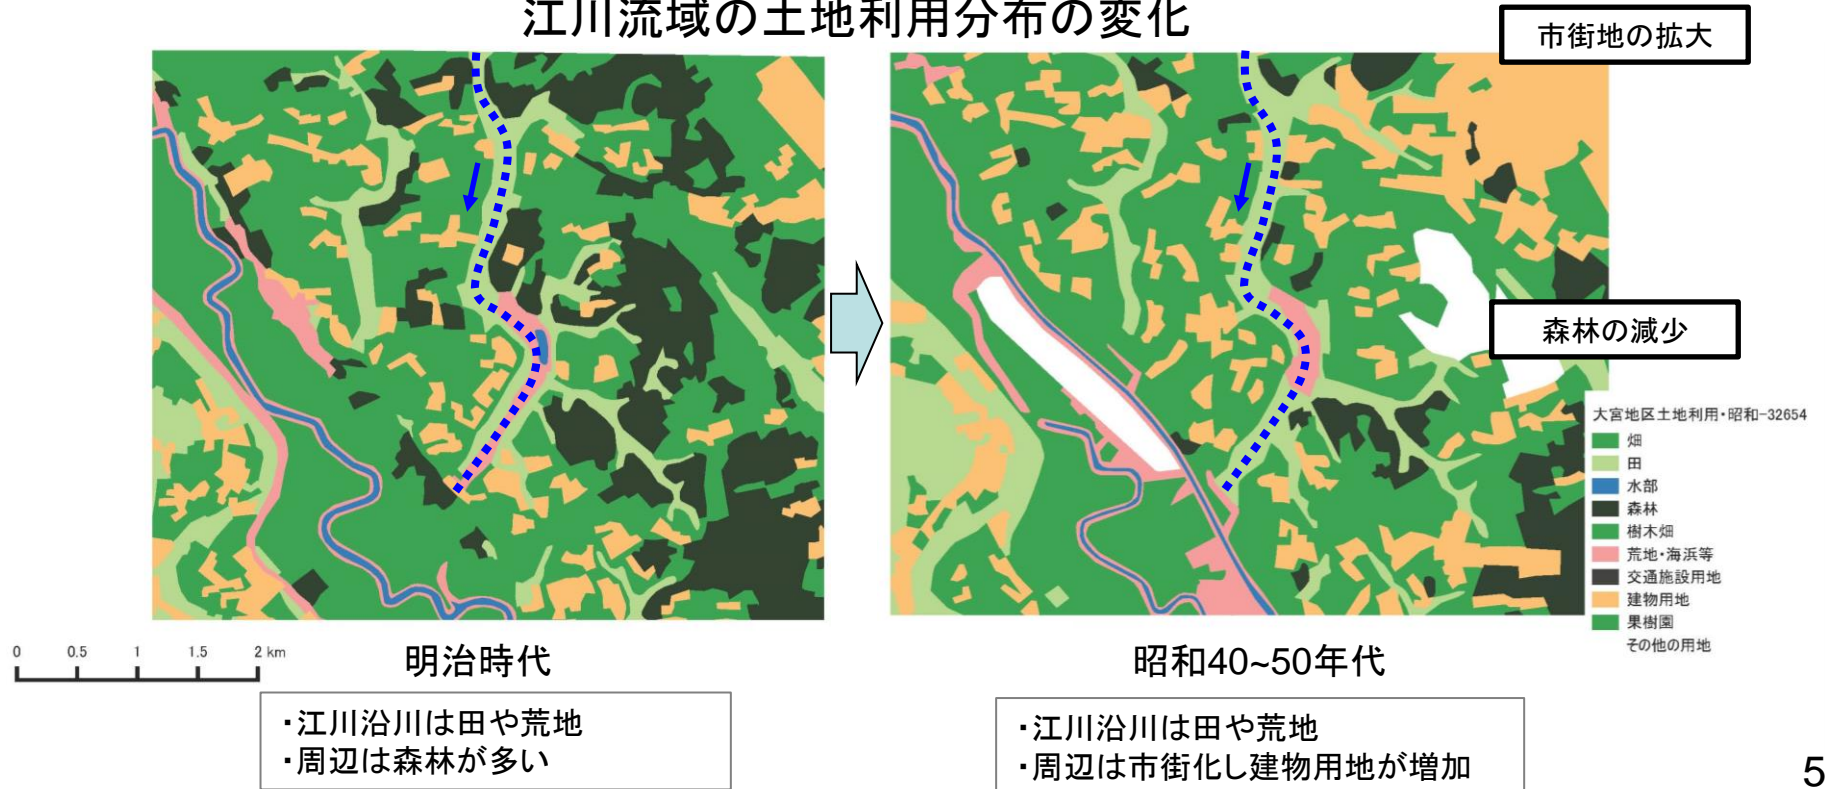 江川流域の土地利用分布の変化
市街地の拡大
森林の減少
大宮地区土地利用・昭和-32654
畑
田
水部
森林
樹木畑
荒地・海浜等
交通施設用地
建物用地
果樹園
その他の用地
0 0.5 1 1.5 2 km
明治時代
昭和40~50年代
・江川沿川は田や荒地
・周辺は森林が多い
・江川沿川は田や荒地
・周辺は市街化し建物用地が増加
5